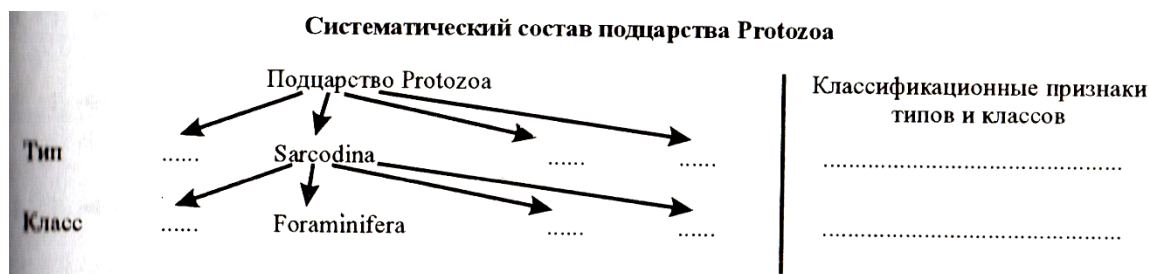 Систематический состав подцарства Protozoa
Подцарство Protozoa
Классификационные признаки
типов и классов
Тип ...... Sarcodina ...... ...... ................................................
Класс ...... Foraminifera ...... ...... ................................................